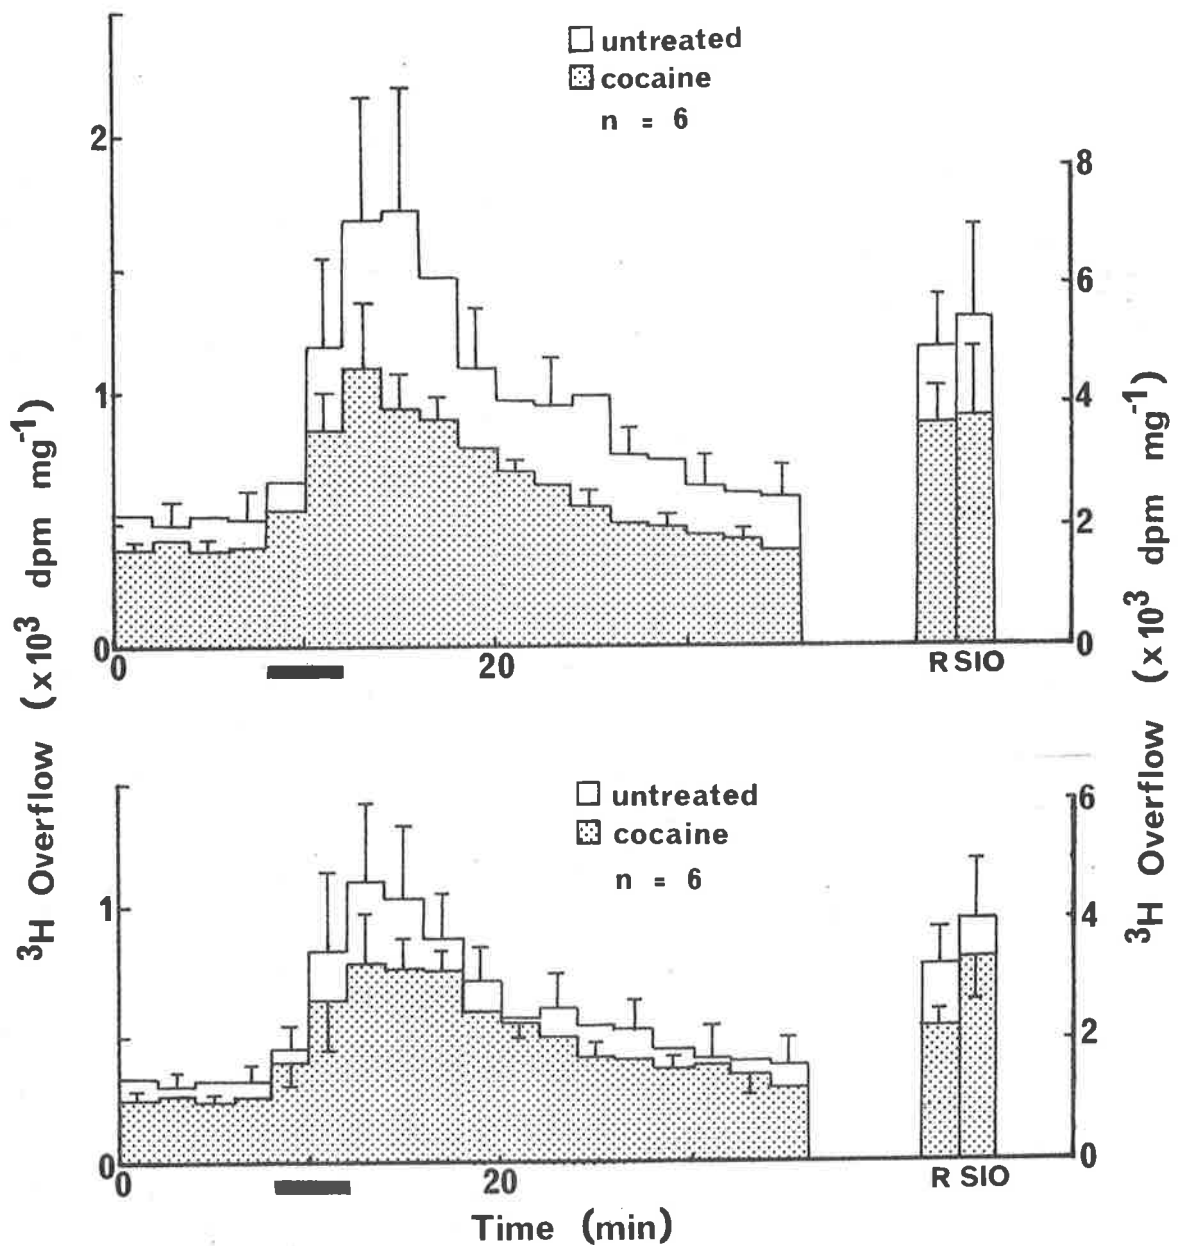 untreated
cocaine
n = 6
2
1
0
8
6
4
2
0
0
20
R SIO
³H Overflow (x10³ dpm mg⁻¹)
³H Overflow (x10³ dpm mg⁻¹)
untreated
cocaine
n = 6
1
0
6
4
2
0
0
20
R SIO
Time (min)